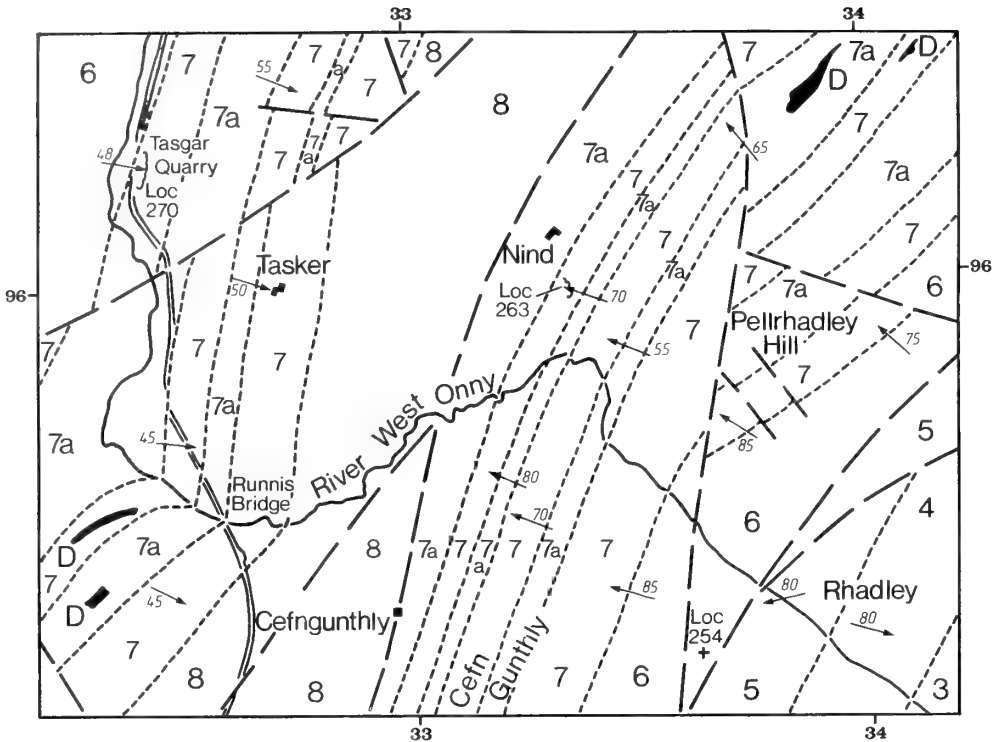 33
34
6
7
7a
55
7
a
7
7
8
8
7
7a
D
D
7
7
a
7
7a
65
7
7a
48
Tasgar
Quarry
Loc
270
7
7a
7a
7
7
96
Tasker
50
Nind
Loc
263
70
7a
7
7a
6
96
7
7
7
7
Pellrhadley
Hill
7
75
55
85
5
7a
7a
45
River West Onny
80
70
4
Runnis
Bridge
D
7a
8
7a
7
7
a
7
7a
7
6
7
D
45
Cefngunthly
85
80
Rhadley
80
Loc
254
7
8
8
Cefn
Gunthly
7
6
5
3
33
34